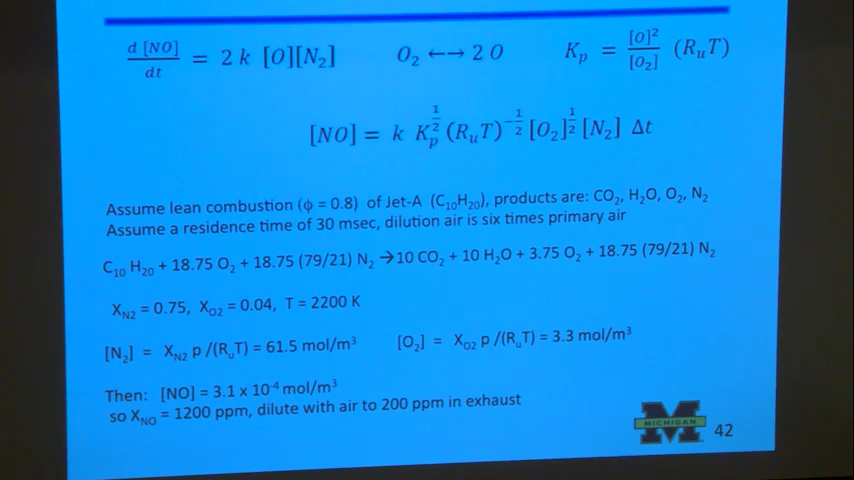 d [NO] / dt = 2 k [O][N₂]    O₂ ←→ 2 O    Kₚ = [O]² / [O₂] (RᵤT)
[NO] = k Kₚ^(1/2) (RᵤT)^(−1/2) [O₂]^(1/2) [N₂] Δt
Assume lean combustion (ϕ = 0.8) of Jet-A (C₁₀H₂₀), products are: CO₂, H₂O, O₂, N₂
Assume a residence time of 30 msec, dilution air is six times primary air
C₁₀ H₂₀ + 18.75 O₂ + 18.75 (79/21) N₂ →10 CO₂ + 10 H₂O + 3.75 O₂ + 18.75 (79/21) N₂
X_N2 = 0.75, X_O2 = 0.04, T = 2200 K
[N₂] = X_N2 p /(RᵤT) = 61.5 mol/m³    [O₂] = X_O2 p /(RᵤT) = 3.3 mol/m³
Then: [NO] = 3.1 x 10⁻⁴ mol/m³
so X_NO = 1200 ppm, dilute with air to 200 ppm in exhaust
M
MICHIGAN
42